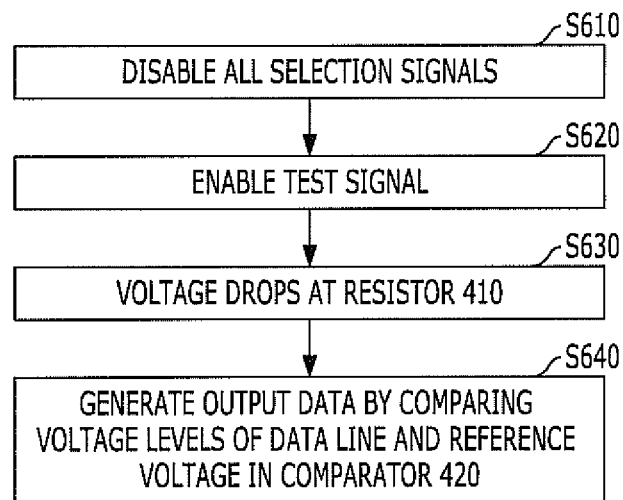 S610
DISABLE ALL SELECTION SIGNALS
S620
ENABLE TEST SIGNAL
S630
VOLTAGE DROPS AT RESISTOR 410
S640
GENERATE OUTPUT DATA BY COMPARING
VOLTAGE LEVELS OF DATA LINE AND REFERENCE
VOLTAGE IN COMPARATOR 420